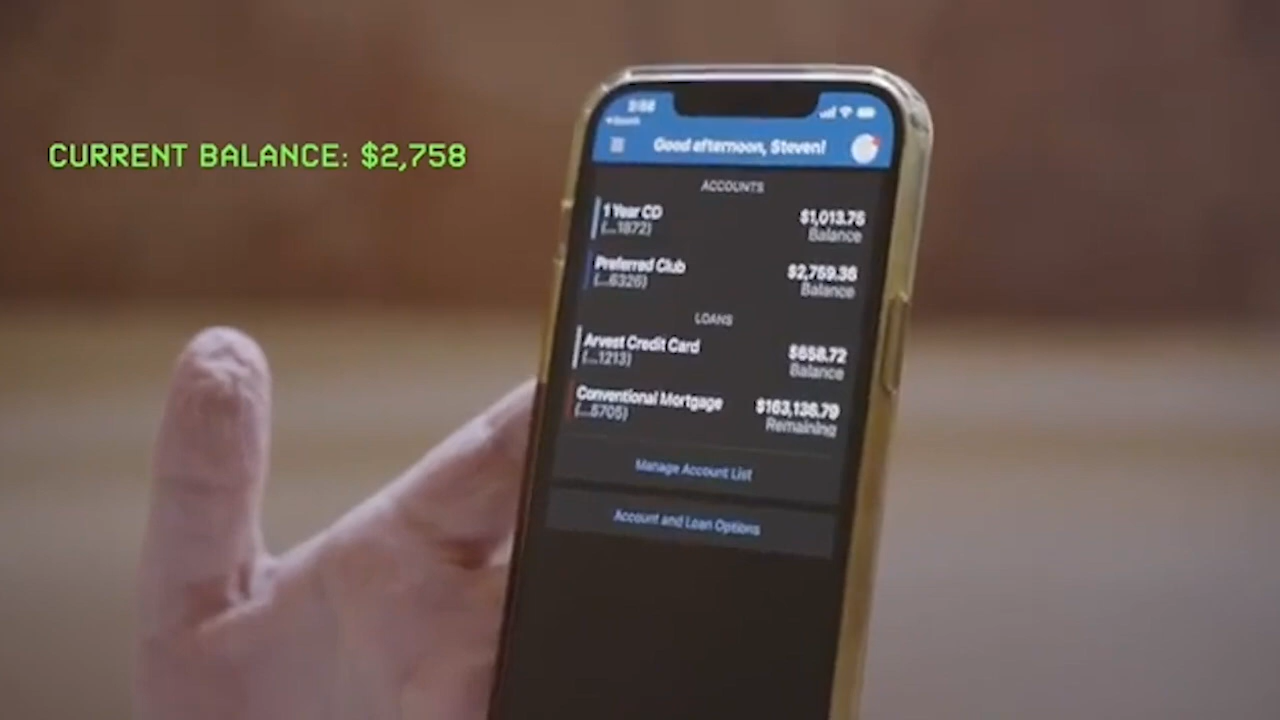 CURRENT BALANCE: $2,758
Good afternoon, Steven!
ACCOUNTS
1 Year CD $1,013.76
(...1872) Balance
Preferred Club $2,759.36
(...6326) Balance
LOANS
Arvest Credit Card $658.72
(...1213) Balance
Conventional Mortgage $163,136.79
(...5705) Remaining
Manage Account List
Account and Loan Options